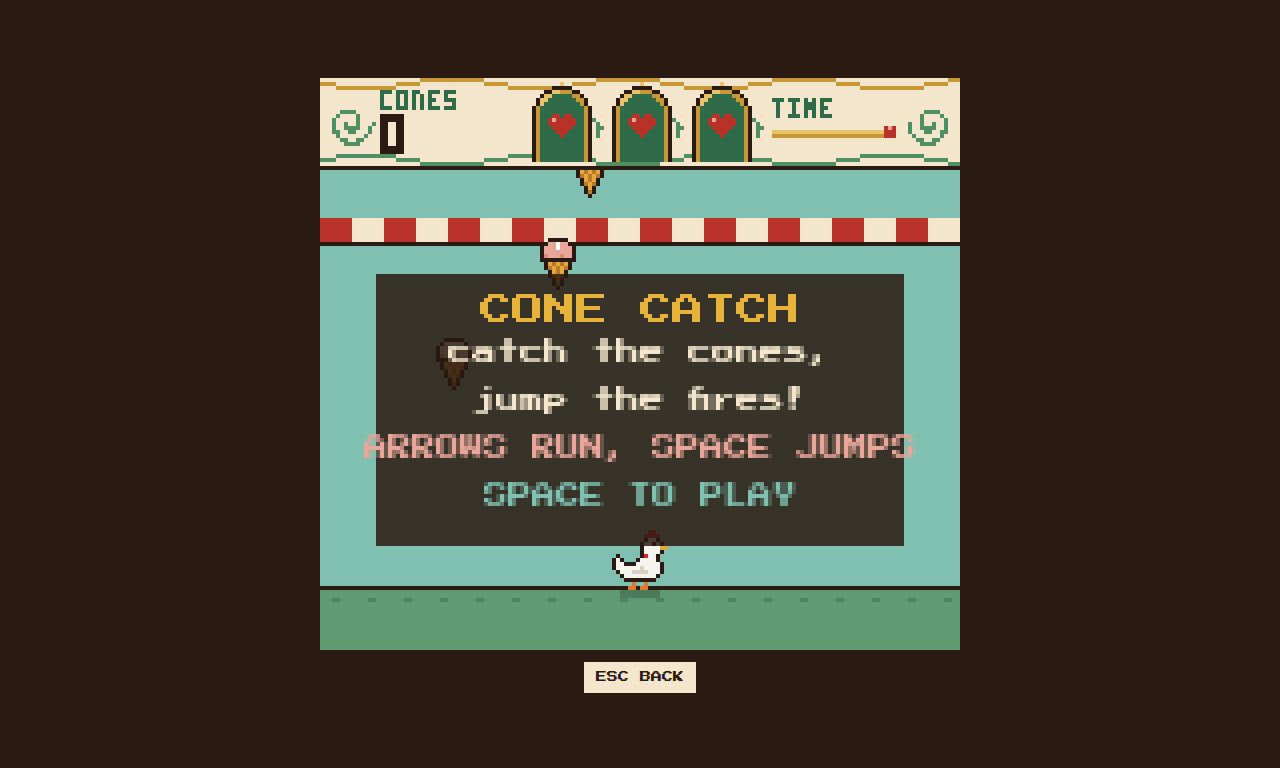 CONES
0
TIME
CONE CATCH
catch the cones,
jump the fires!
ARROWS RUN, SPACE JUMPS
SPACE TO PLAY
ESC BACK